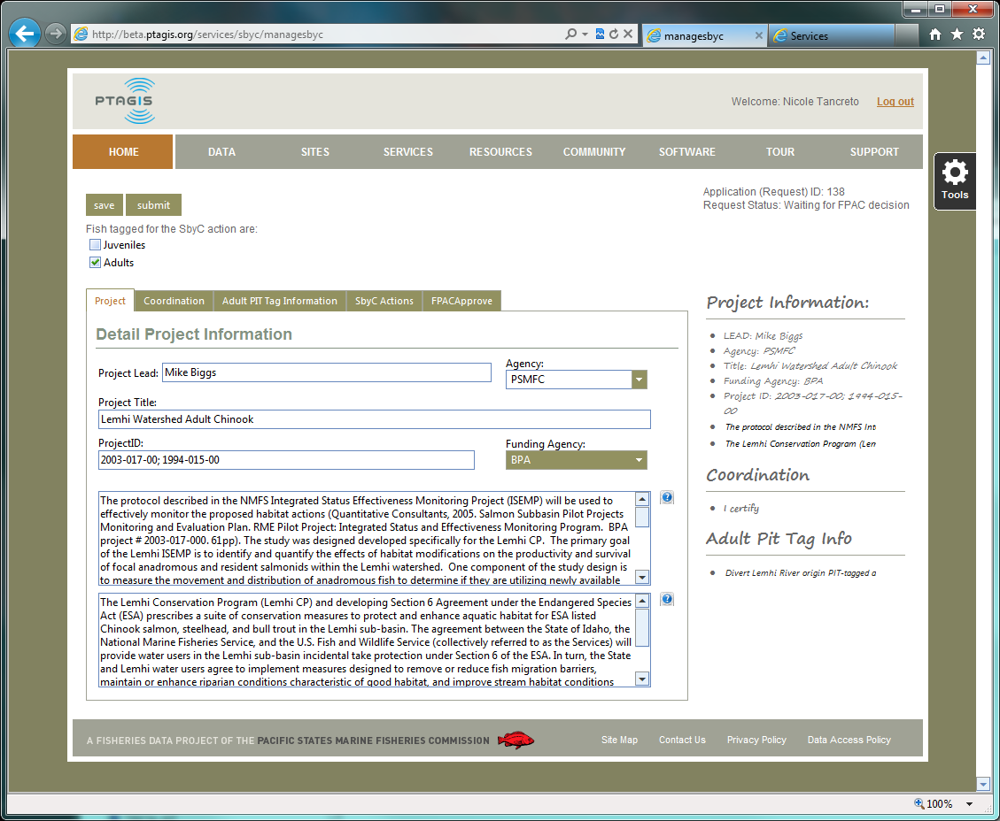 http://beta.ptagis.org/services/sbyc/managesbyc
managesbyc
Services
PTAGIS
Welcome: Nicole Tancreto
Log out
HOME
DATA
SITES
SERVICES
RESOURCES
COMMUNITY
SOFTWARE
TOUR
SUPPORT
Tools
save
submit
Application (Request) ID: 138
Request Status: Waiting for FPAC decision
Fish tagged for the SbyC action are:
Juveniles
Adults
Project
Coordination
Adult PIT Tag Information
SbyC Actions
FPACApprove
Detail Project Information
Project Lead:
Mike Biggs
Agency:
PSMFC
Project Title:
Lemhi Watershed Adult Chinook
ProjectID:
2003-017-00; 1994-015-00
Funding Agency:
BPA
The protocol described in the NMFS Integrated Status Effectiveness Monitoring Project (ISEMP) will be used to
effectively monitor the proposed habitat actions (Quantitative Consultants, 2005. Salmon Subbasin Pilot Projects
Monitoring and Evaluation Plan. RME Pilot Project: Integrated Status and Effectiveness Monitoring Program.  BPA
project # 2003-017-000. 61pp). The study was designed developed specifically for the Lemhi CP.  The primary goal
of the Lemhi ISEMP is to identify and quantify the effects of habitat modifications on the productivity and survival
of focal anadromous and resident salmonids within the Lemhi watershed.  One component of the study design is
to measure the movement and distribution of anadromous fish to determine if they are utilizing newly available
The Lemhi Conservation Program (Lemhi CP) and developing Section 6 Agreement under the Endangered Species
Act (ESA) prescribes a suite of conservation measures to protect and enhance aquatic habitat for ESA listed
Chinook salmon, steelhead, and bull trout in the Lemhi sub-basin. The agreement between the State of Idaho, the
National Marine Fisheries Service, and the U.S. Fish and Wildlife Service (collectively referred to as the Services) will
provide water users in the Lemhi sub-basin incidental take protection under Section 6 of the ESA. In turn, the State
and Lemhi water users agree to implement measures designed to remove or reduce fish migration barriers,
maintain or enhance riparian conditions characteristic of good habitat, and improve stream habitat conditions
Project Information:
LEAD: Mike Biggs
Agency: PSMFC
Title: Lemhi Watershed Adult Chinook
Funding Agency: BPA
Project ID: 2003-017-00; 1994-015-
00
The protocol described in the NMFS Int
The Lemhi Conservation Program (Len
Coordination
I certify
Adult Pit Tag Info
Divert Lemhi River origin PIT-tagged a
A FISHERIES DATA PROJECT OF THE PACIFIC STATES MARINE FISHERIES COMMISSION
Site Map
Contact Us
Privacy Policy
Data Access Policy
100%